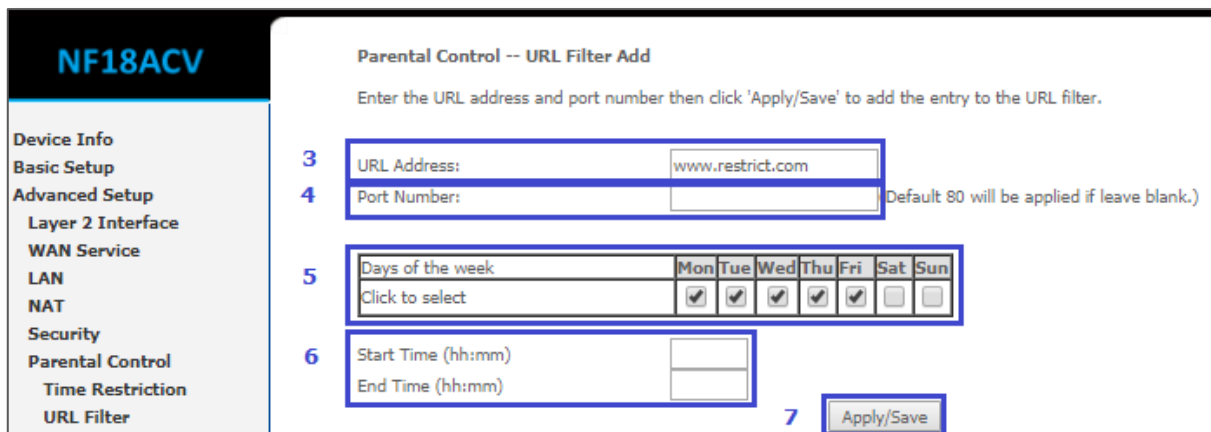 NF18ACV
Device Info
Basic Setup
Advanced Setup
Layer 2 Interface
WAN Service
LAN
NAT
Security
Parental Control
Time Restriction
URL Filter
Parental Control -- URL Filter Add
Enter the URL address and port number then click 'Apply/Save' to add the entry to the URL filter.
3 URL Address: www.restrict.com
4 Port Number: (Default 80 will be applied if leave blank.)
5
Days of the week Mon Tue Wed Thu Fri Sat Sun
Click to select
6 Start Time (hh:mm)
End Time (hh:mm)
7 Apply/Save